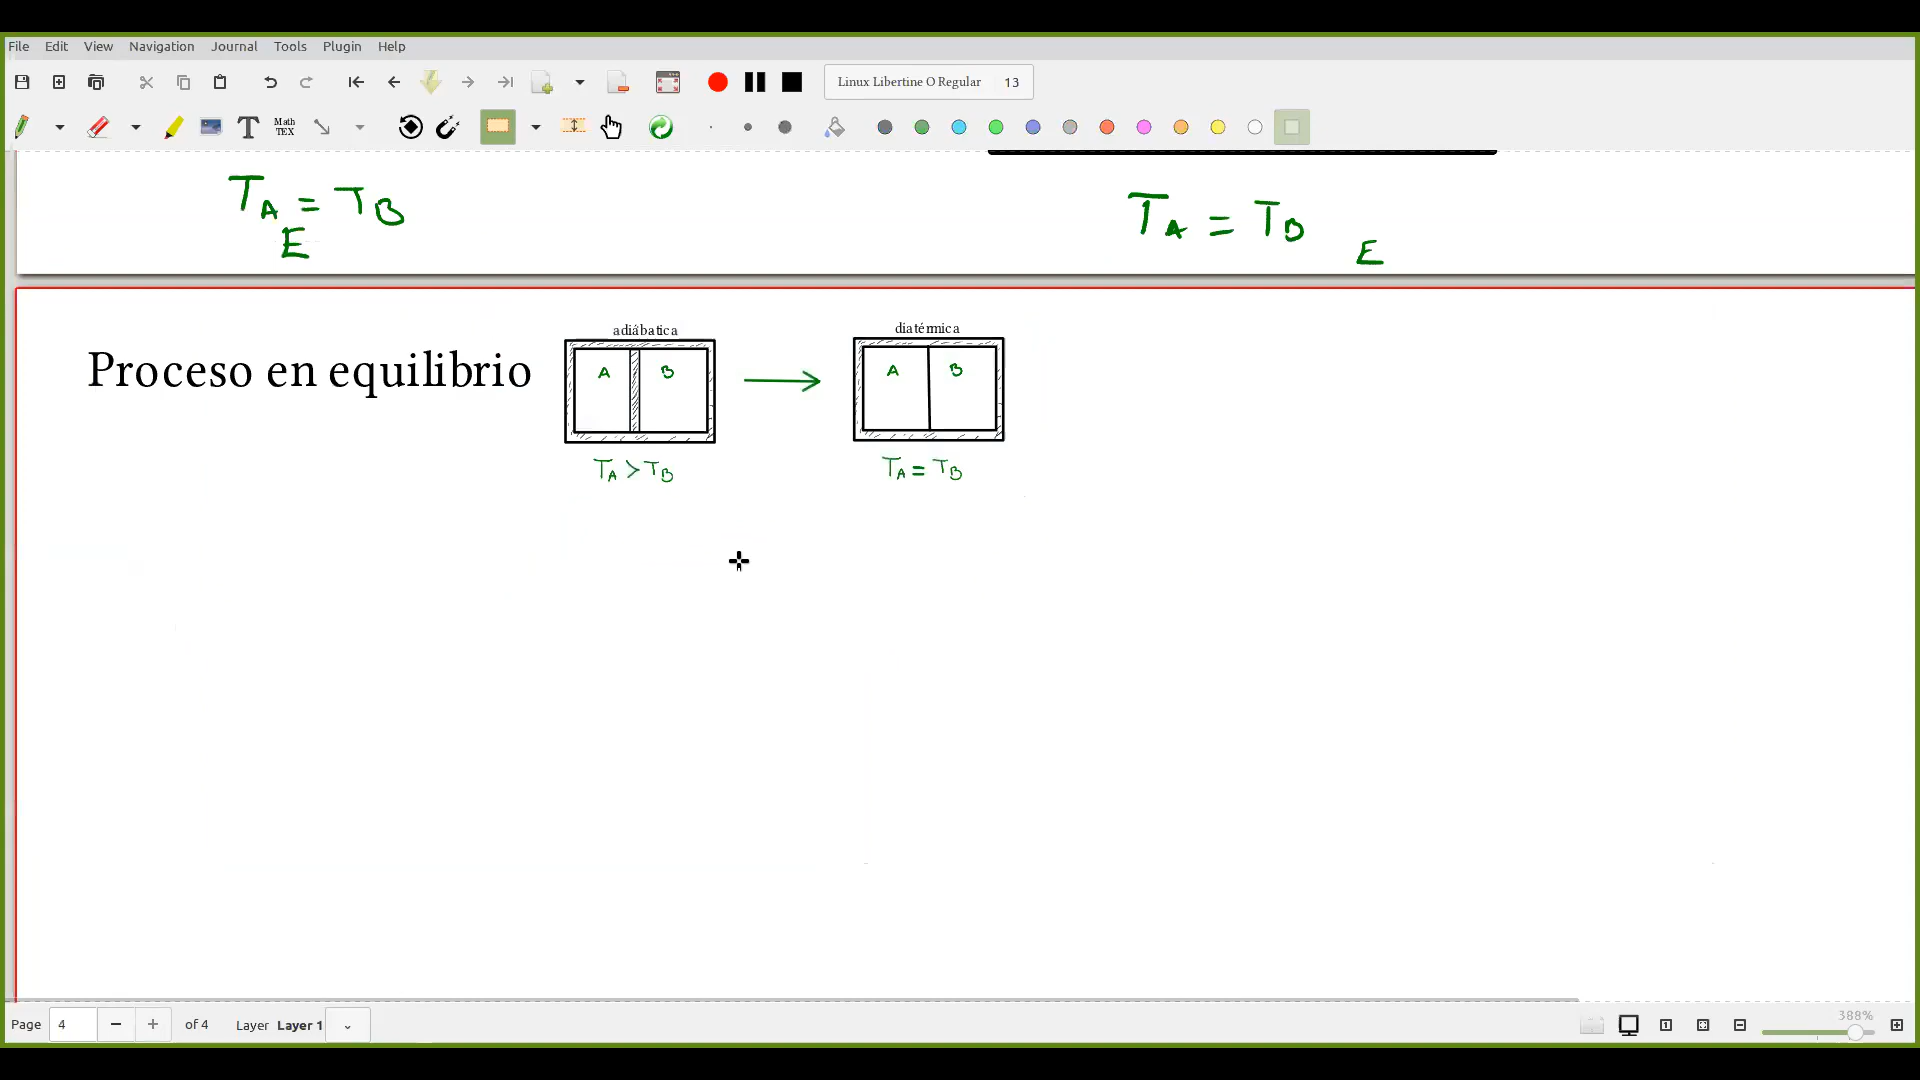 File Edit View Navigation Journal Tools Plugin Help
Linux Libertine O Regular 13
T Math TEX
TA = TB
E
TA = TB
E
Proceso en equilibrio
adiábatica
A B
TA > TB
diatérmica
A B
TA = TB
Page 4 of 4 Layer Layer 1
388%